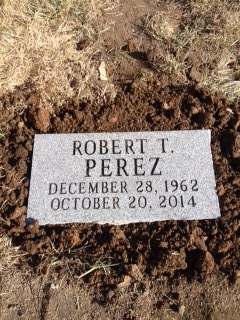 ROBERT T.
PEREZ
DECEMBER 28, 1962
OCTOBER 20, 2014